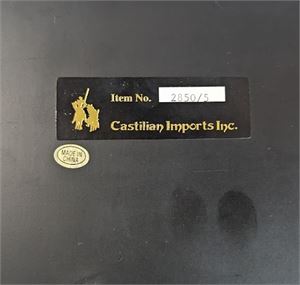 Item No. 2850/5
Castilian Imports Inc.
MADE IN
CHINA